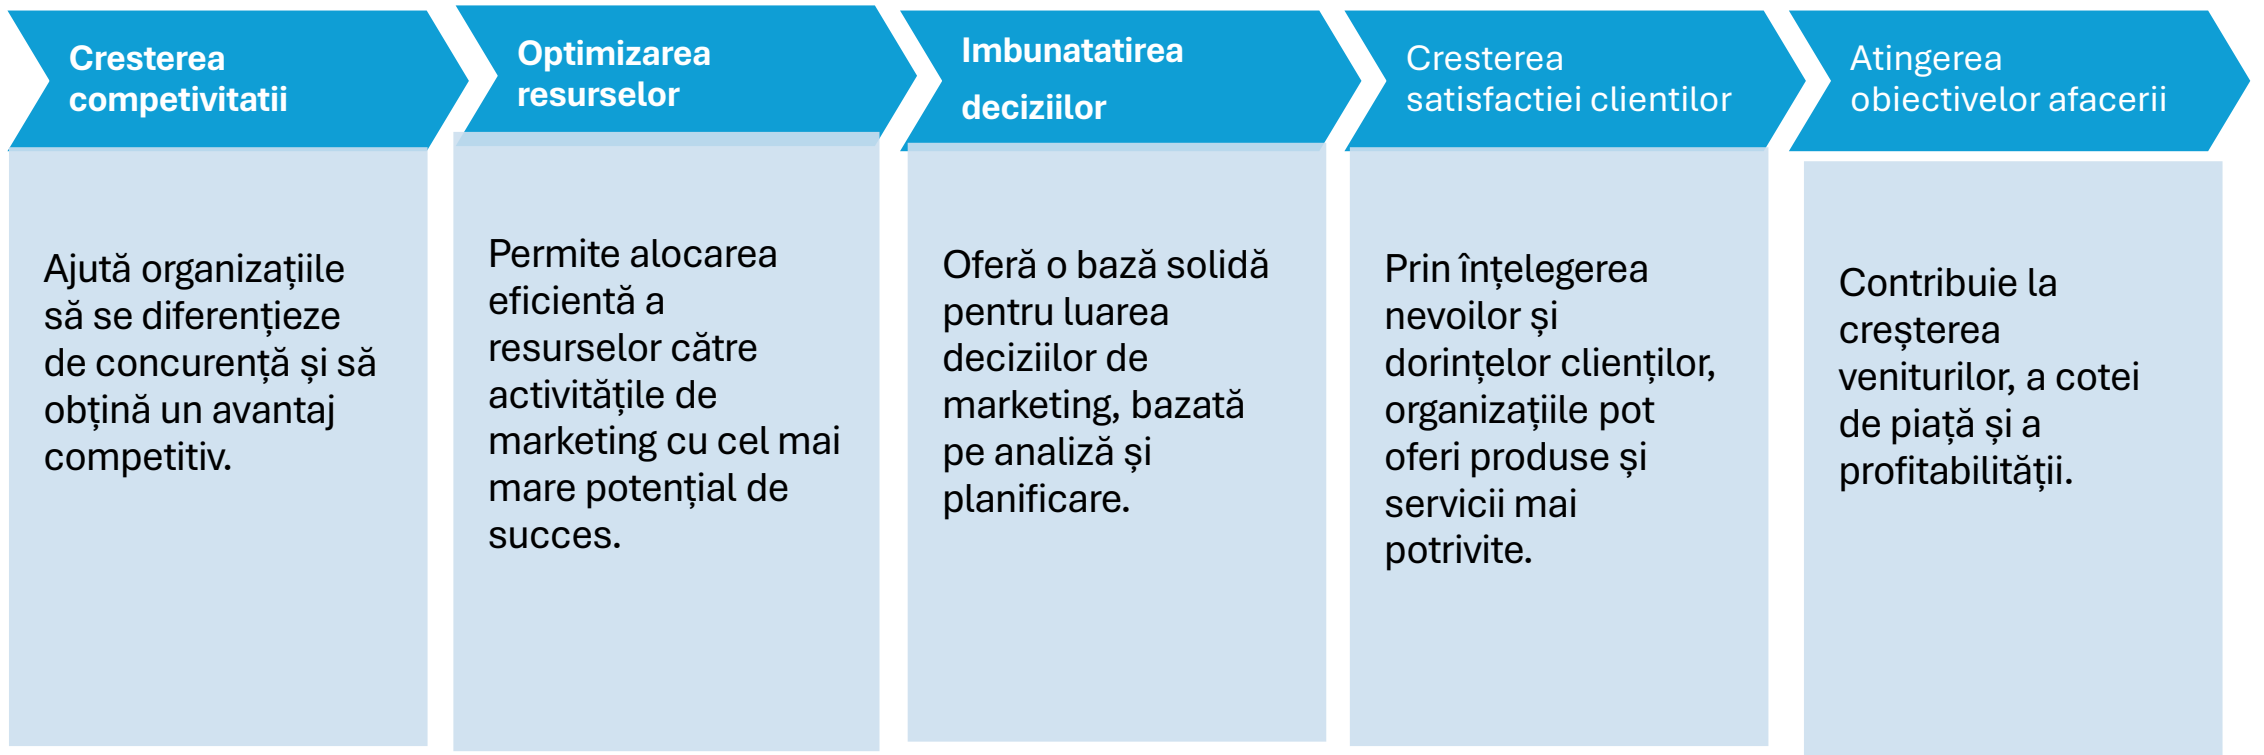 Cresterea
competivitatii
Ajută organizațiile
să se diferențieze
de concurență și să
obțină un avantaj
competitiv.
Optimizarea
resurselor
Permite alocarea
eficientă a
resurselor către
activitățile de
marketing cu cel mai
mare potențial de
succes.
Imbunatatirea
deciziilor
Oferă o bază solidă
pentru luarea
deciziilor de
marketing, bazată
pe analiză și
planificare.
Cresterea
satisfactiei clientilor
Prin înțelegerea
nevoilor și
dorințelor clienților,
organizațiile pot
oferi produse și
servicii mai
potrivite.
Atingerea
obiectivelor afacerii
Contribuie la
creșterea
veniturilor, a cotei
de piață și a
profitabilității.